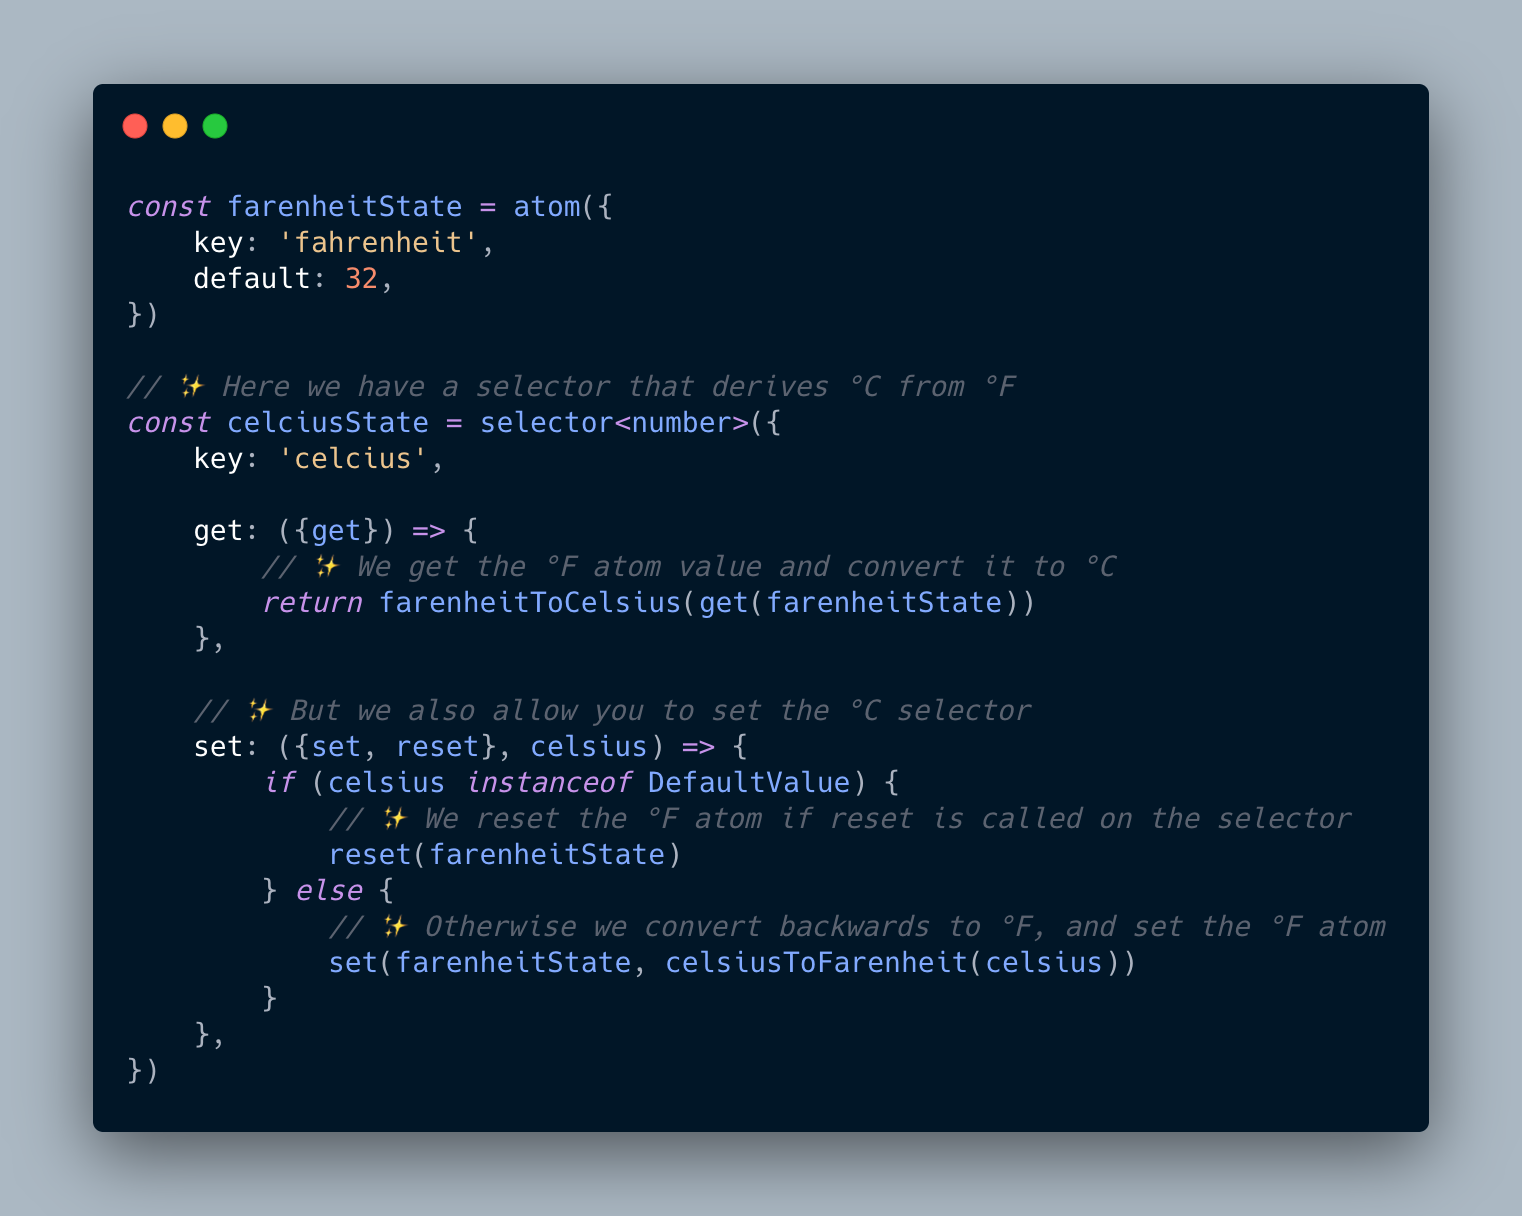 const farenheitState = atom({
    key: 'fahrenheit',
    default: 32,
})

// ✨ Here we have a selector that derives °C from °F
const celciusState = selector<number>({
    key: 'celcius',

    get: ({get}) => {
        // ✨ We get the °F atom value and convert it to °C
        return farenheitToCelsius(get(farenheitState))
    },

    // ✨ But we also allow you to set the °C selector
    set: ({set, reset}, celsius) => {
        if (celsius instanceof DefaultValue) {
            // ✨ We reset the °F atom if reset is called on the selector
            reset(farenheitState)
        } else {
            // ✨ Otherwise we convert backwards to °F, and set the °F atom
            set(farenheitState, celsiusToFarenheit(celsius))
        }
    },
})